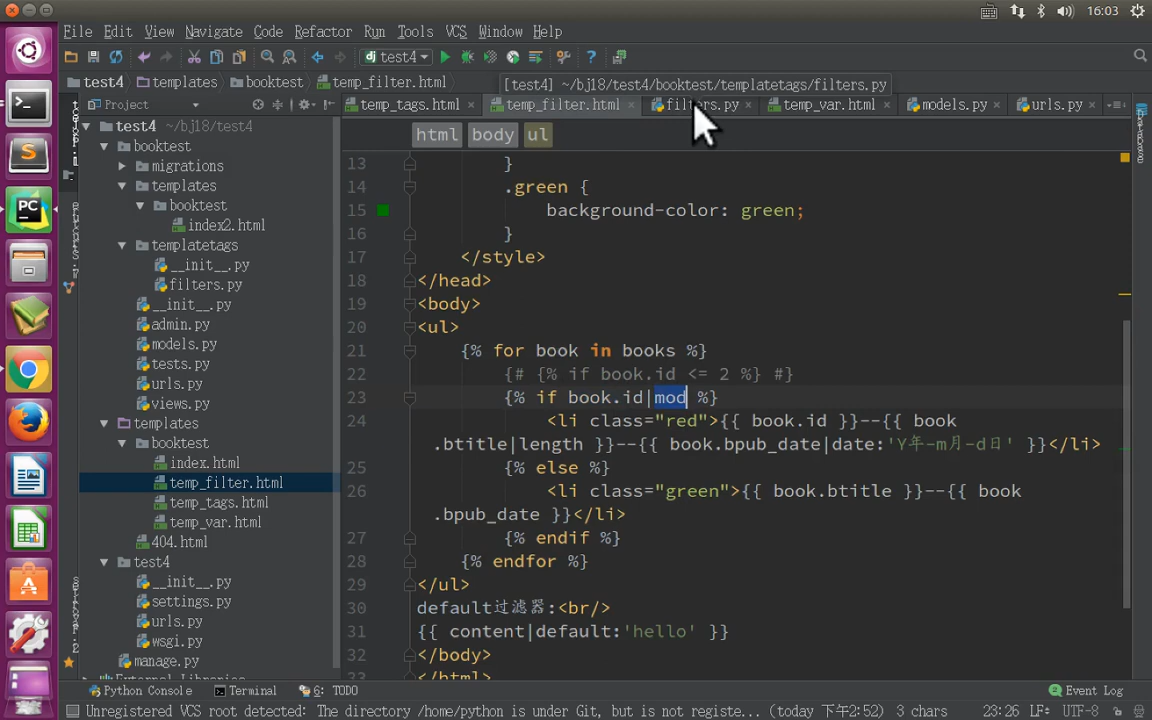 16:03
File Edit View Navigate Code Refactor Run Tools VCS Window Help
test4
test4 templates booktest temp_filter.html
[test4] ~/bj18/test4/booktest/templatetags/filters.py
Project
temp_tags.html temp_filter.html filters.py temp_var.html models.py urls.py
html body ul
test4 ~/bj18/test4
booktest
migrations
templates
booktest
index2.html
templatetags
__init__.py
filters.py
__init__.py
admin.py
models.py
tests.py
urls.py
views.py
templates
booktest
index.html
temp_filter.html
temp_tags.html
temp_var.html
404.html
test4
__init__.py
settings.py
urls.py
wsgi.py
manage.py
External Libraries
13 }
14 .green {
15 background-color: green;
16 }
17 </style>
18 </head>
19 <body>
20 <ul>
21 {% for book in books %}
22 {# {% if book.id <= 2 %} #}
23 {% if book.id|mod %}
24 <li class="red">{{ book.id }}--{{ book
.btitle|length }}--{{ book.bpub_date|date:'Y年-m月-d日' }}</li>
25 {% else %}
26 <li class="green">{{ book.btitle }}--{{ book
.bpub_date }}</li>
27 {% endif %}
28 {% endfor %}
29 </ul>
30 default过滤器:<br/>
31 {{ content|default:'hello' }}
32 </body>
33 </html>
Python Console Terminal 6: TODO Event Log
Unregistered VCS root detected: The directory /home/python is under Git, but is not registe... (today 下午2:52) 3 chars 23:26 LF÷ UTF-8